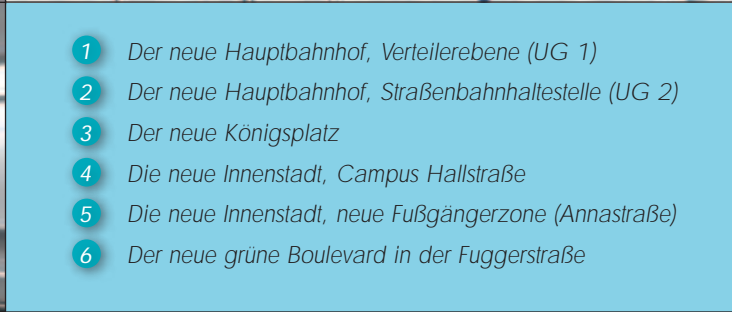 1 Der neue Hauptbahnhof, Verteilerebene (UG 1)
2 Der neue Hauptbahnhof, Straßenbahnhaltestelle (UG 2)
3 Der neue Königsplatz
4 Die neue Innenstadt, Campus Hallstraße
5 Die neue Innenstadt, neue Fußgängerzone (Annastraße)
6 Der neue grüne Boulevard in der Fuggerstraße